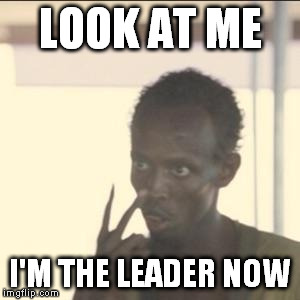 LOOK AT ME
I'M THE LEADER NOW
imgflip.com